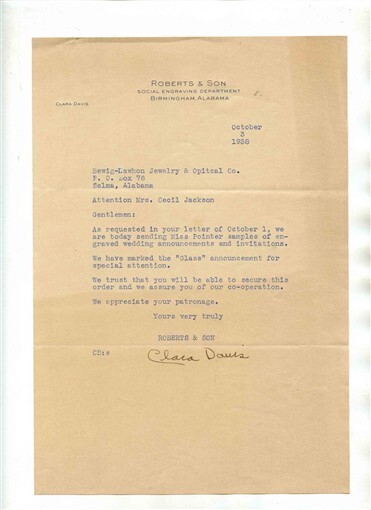 ROBERTS & SON
SOCIAL ENGRAVING DEPARTMENT
BIRMINGHAM, ALABAMA
CLARA DAVIS
October
3
1938
Bewig-Lawhon Jewelry & Opitcal Co.
P. O. Box 76
Selma, Alabama
Attention Mrs. Cecil Jackson
Gentlemen:
As requested in your letter of October 1, we
are today sending Miss Pointer samples of en-
graved wedding announcements and invitations.
We have marked the "Glass" announcement for
special attention.
We trust that you will be able to secure this
order and we assure you of our co-operation.
We appreciate your patronage.
Yours very truly
ROBERTS & SON
CD:s
Clara Davis